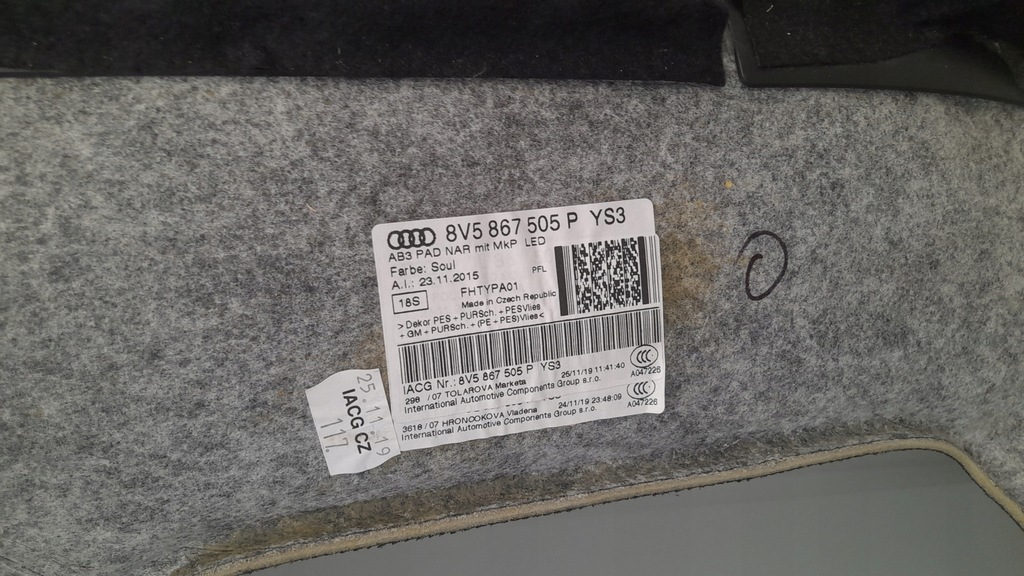 8V5 867 505 P YS3
AB3 PAD NAR mit MkP LED
Farbe: Soul
A.I.: 23.11.2015
PFL
18S
FHTYPA01
Made in Czech Republic
>Dekor PES + PURSch. + PESVlies
+ GM + PURSch. + (PE + PES)Vlies<
IACG Nr.: 8V5 867 505 P YS3
296 /07 TOLAROVA Marketa
25/11/19 11:41:40
International Automotive Components Group s.r.o.
A047226
3618 / 07 HRONCOKOVA Vladena
24/11/19 23:48:09
International Automotive Components Group s.r.o.
A047226
25.11.19
IACG CZ
117.
O